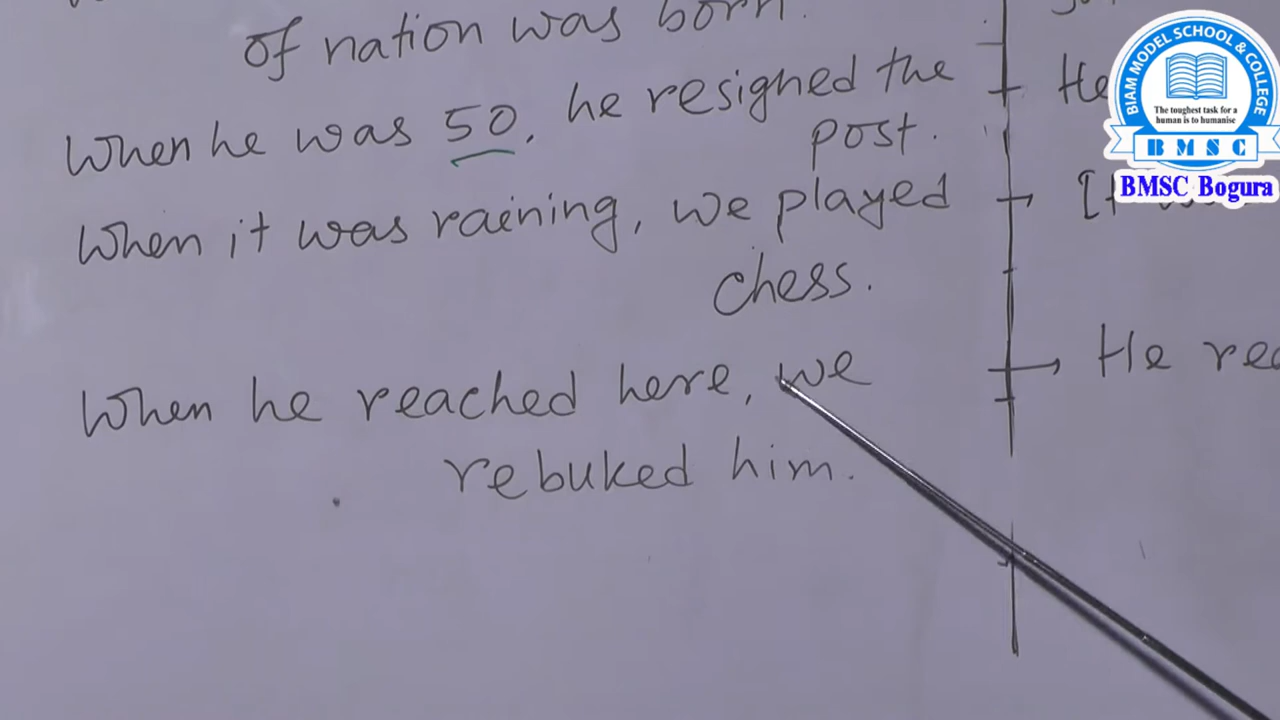 of nation was born.
When he was 50, he resigned the
post.
When it was raining, we played
chess.
When he reached here, we
rebuked him.
He
It
He
BIAM MODEL SCHOOL & COLLEGE
The toughest task for a
human is to humanise
BMSC
BMSC Bogura